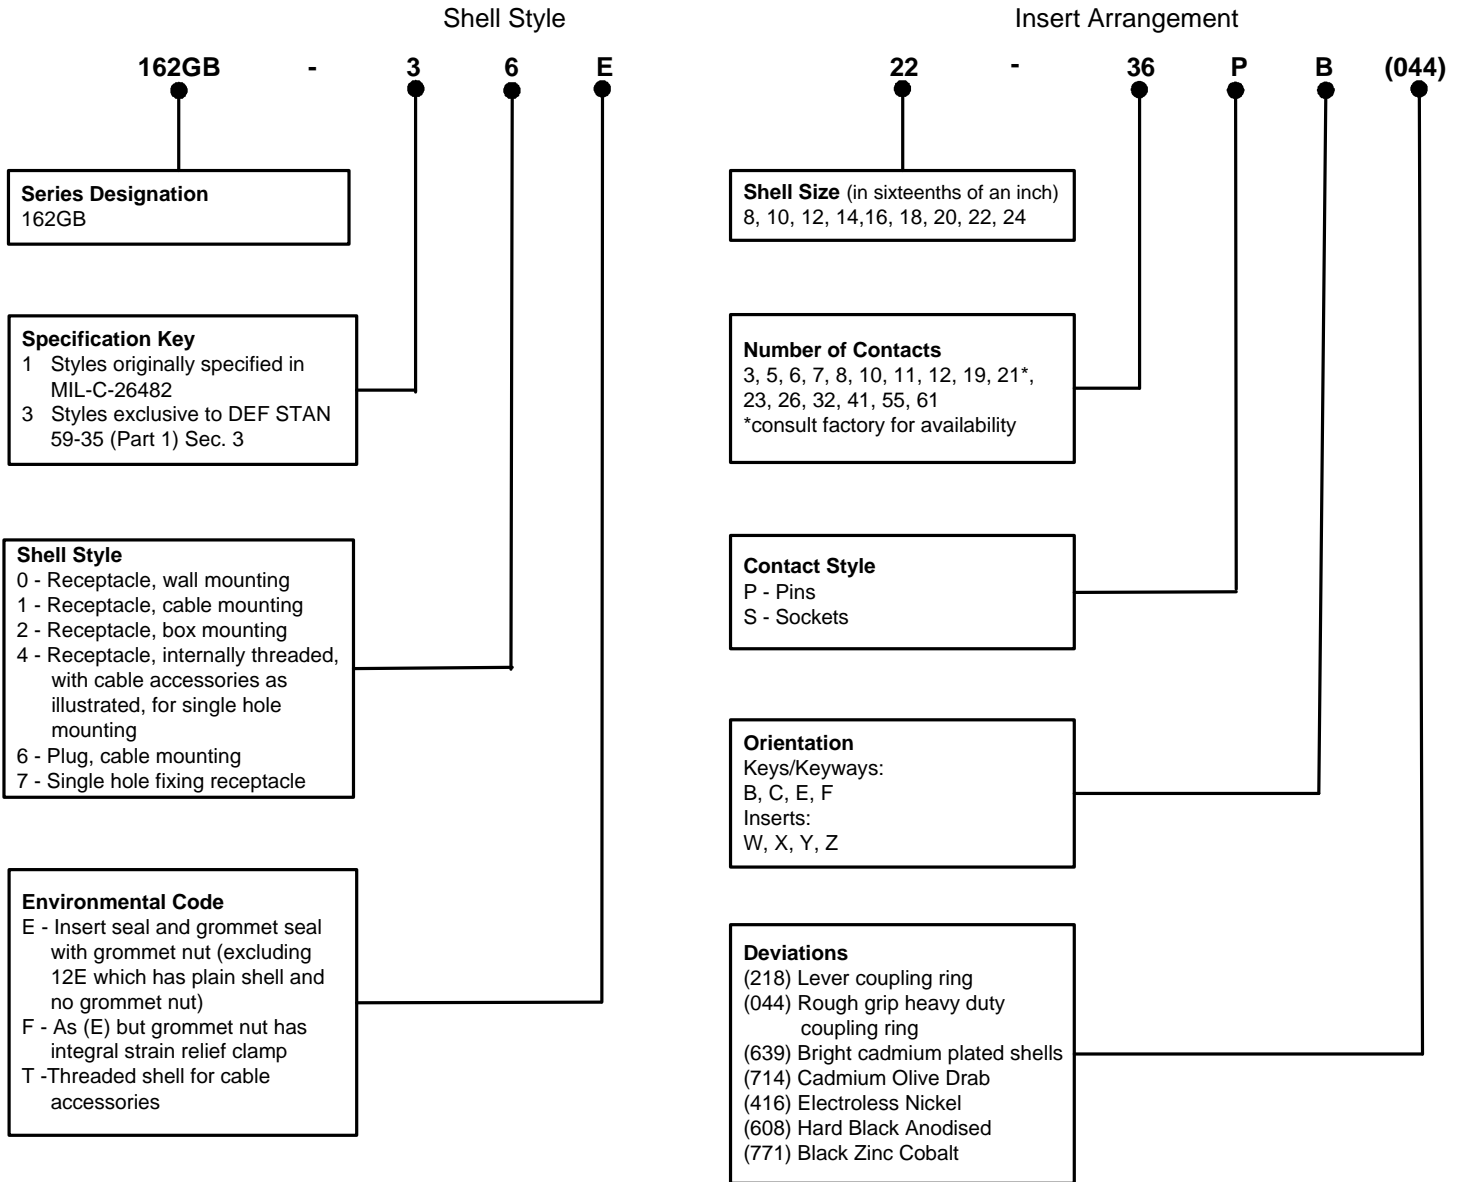 Shell Style
Insert Arrangement
162GB - 3 6 E 22 - 36 P B (044)
Series Designation
162GB
Specification Key
1 Styles originally specified in
MIL-C-26482
3 Styles exclusive to DEF STAN
59-35 (Part 1) Sec. 3
Shell Style
0 - Receptacle, wall mounting
1 - Receptacle, cable mounting
2 - Receptacle, box mounting
4 - Receptacle, internally threaded,
with cable accessories as
illustrated, for single hole
mounting
6 - Plug, cable mounting
7 - Single hole fixing receptacle
Environmental Code
E - Insert seal and grommet seal
with grommet nut (excluding
12E which has plain shell and
no grommet nut)
F - As (E) but grommet nut has
integral strain relief clamp
T -Threaded shell for cable
accessories
Shell Size (in sixteenths of an inch)
8, 10, 12, 14,16, 18, 20, 22, 24
Number of Contacts
3, 5, 6, 7, 8, 10, 11, 12, 19, 21*,
23, 26, 32, 41, 55, 61
*consult factory for availability
Contact Style
P - Pins
S - Sockets
Orientation
Keys/Keyways:
B, C, E, F
Inserts:
W, X, Y, Z
Deviations
(218) Lever coupling ring
(044) Rough grip heavy duty
coupling ring
(639) Bright cadmium plated shells
(714) Cadmium Olive Drab
(416) Electroless Nickel
(608) Hard Black Anodised
(771) Black Zinc Cobalt